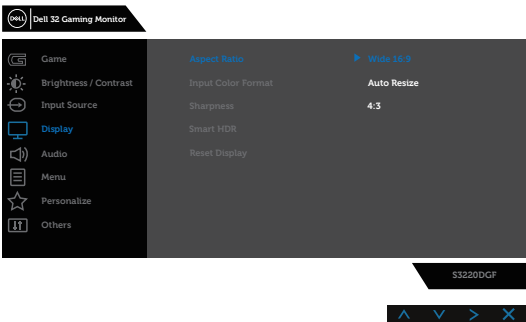 DELL Dell 32 Gaming Monitor
Game
Brightness / Contrast
Input Source
Display
Audio
Menu
Personalize
Others
Aspect Ratio
Input Color Format
Sharpness
Smart HDR
Reset Display
Wide 16:9
Auto Resize
4:3
S3220DGF